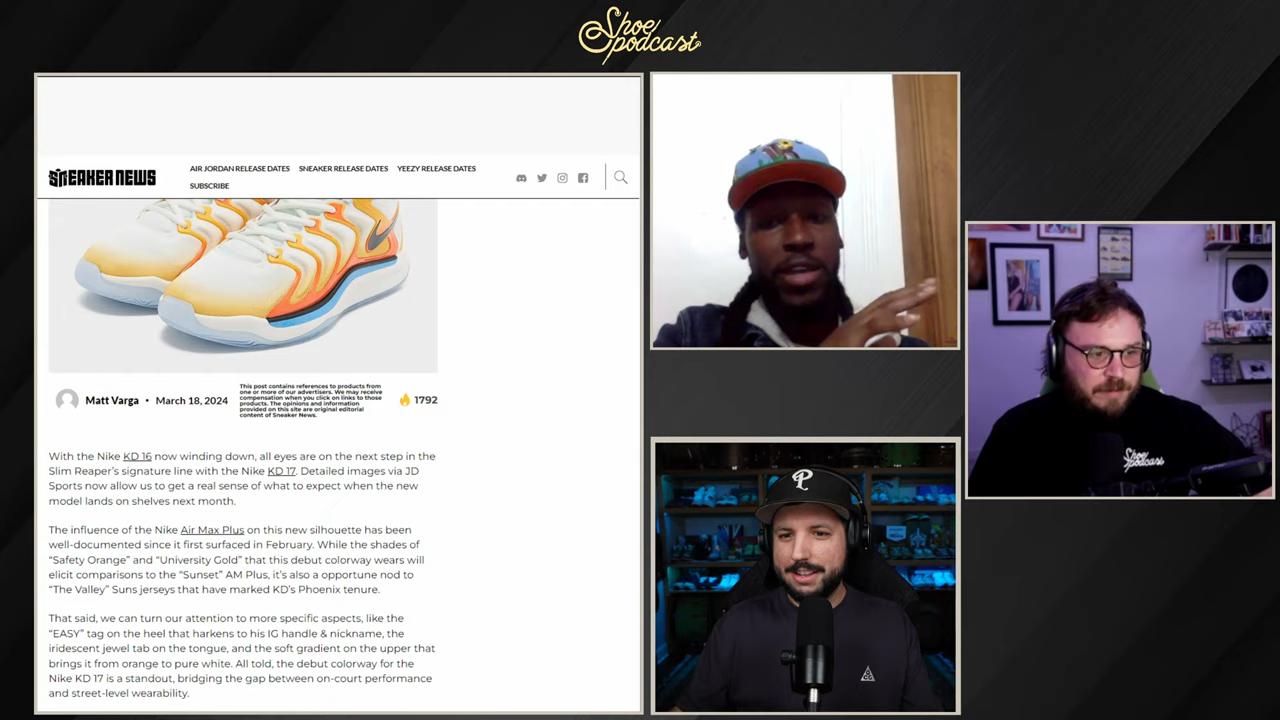 Shoe
podcast
SNEAKER NEWS
AIR JORDAN RELEASE DATES SNEAKER RELEASE DATES YEEZY RELEASE DATES
SUBSCRIBE
Matt Varga • March 18, 2024
This post contains references to products from
one or more of our advertisers. We may receive
compensation when you click on links to those
products. The opinions and information
provided on this site are original editorial
content of Sneaker News.
1792
With the Nike KD 16 now winding down, all eyes are on the next step in the
Slim Reaper's signature line with the Nike KD 17. Detailed images via JD
Sports now allow us to get a real sense of what to expect when the new
model lands on shelves next month.
The influence of the Nike Air Max Plus on this new silhouette has been
well-documented since it first surfaced in February. While the shades of
“Safety Orange” and “University Gold” that this debut colorway wears will
elicit comparisons to the “Sunset” AM Plus, it's also a opportune nod to
“The Valley” Suns jerseys that have marked KD's Phoenix tenure.
That said, we can turn our attention to more specific aspects, like the
“EASY” tag on the heel that harkens to his IG handle & nickname, the
iridescent jewel tab on the tongue, and the soft gradient on the upper that
brings it from orange to pure white. All told, the debut colorway for the
Nike KD 17 is a standout, bridging the gap between on-court performance
and street-level wearability.
Shoe
podcast
P